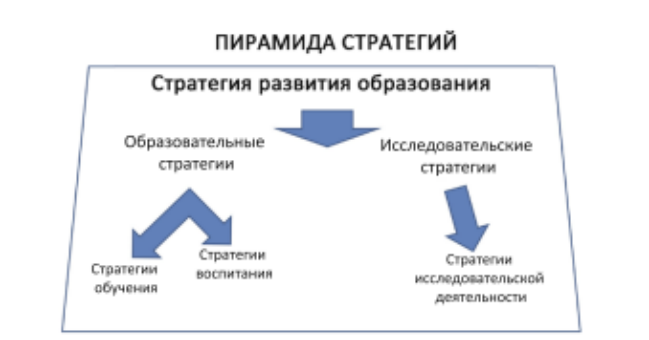 ПИРАМИДА СТРАТЕГИЙ
Стратегия развития образования
Образовательные
стратегии
Исследовательские
стратегии
Стратегии
обучения
Стратегии
воспитания
Стратегии
исследовательской
деятельности